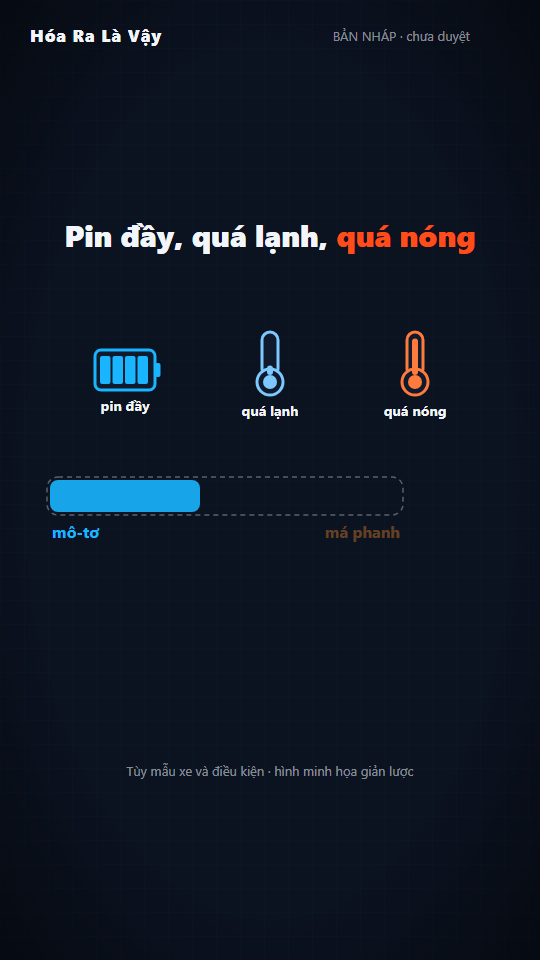 Hóa Ra Là Vậy
BẢN NHÁP · chưa duyệt
Pin đầy, quá lạnh, quá nóng
pin đầy
quá lạnh
quá nóng
mô-tơ
má phanh
Tùy mẫu xe và điều kiện · hình minh họa giản lược